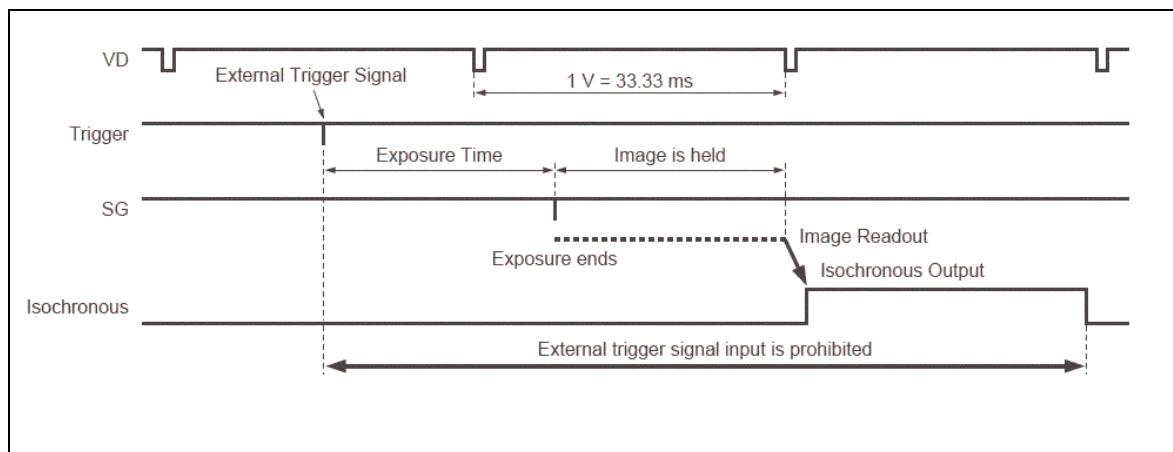 VD
External Trigger Signal
1 V = 33.33 ms
Trigger
Exposure Time
Image is held
SG
Image Readout
Exposure ends
Isochronous Output
Isochronous
External trigger signal input is prohibited